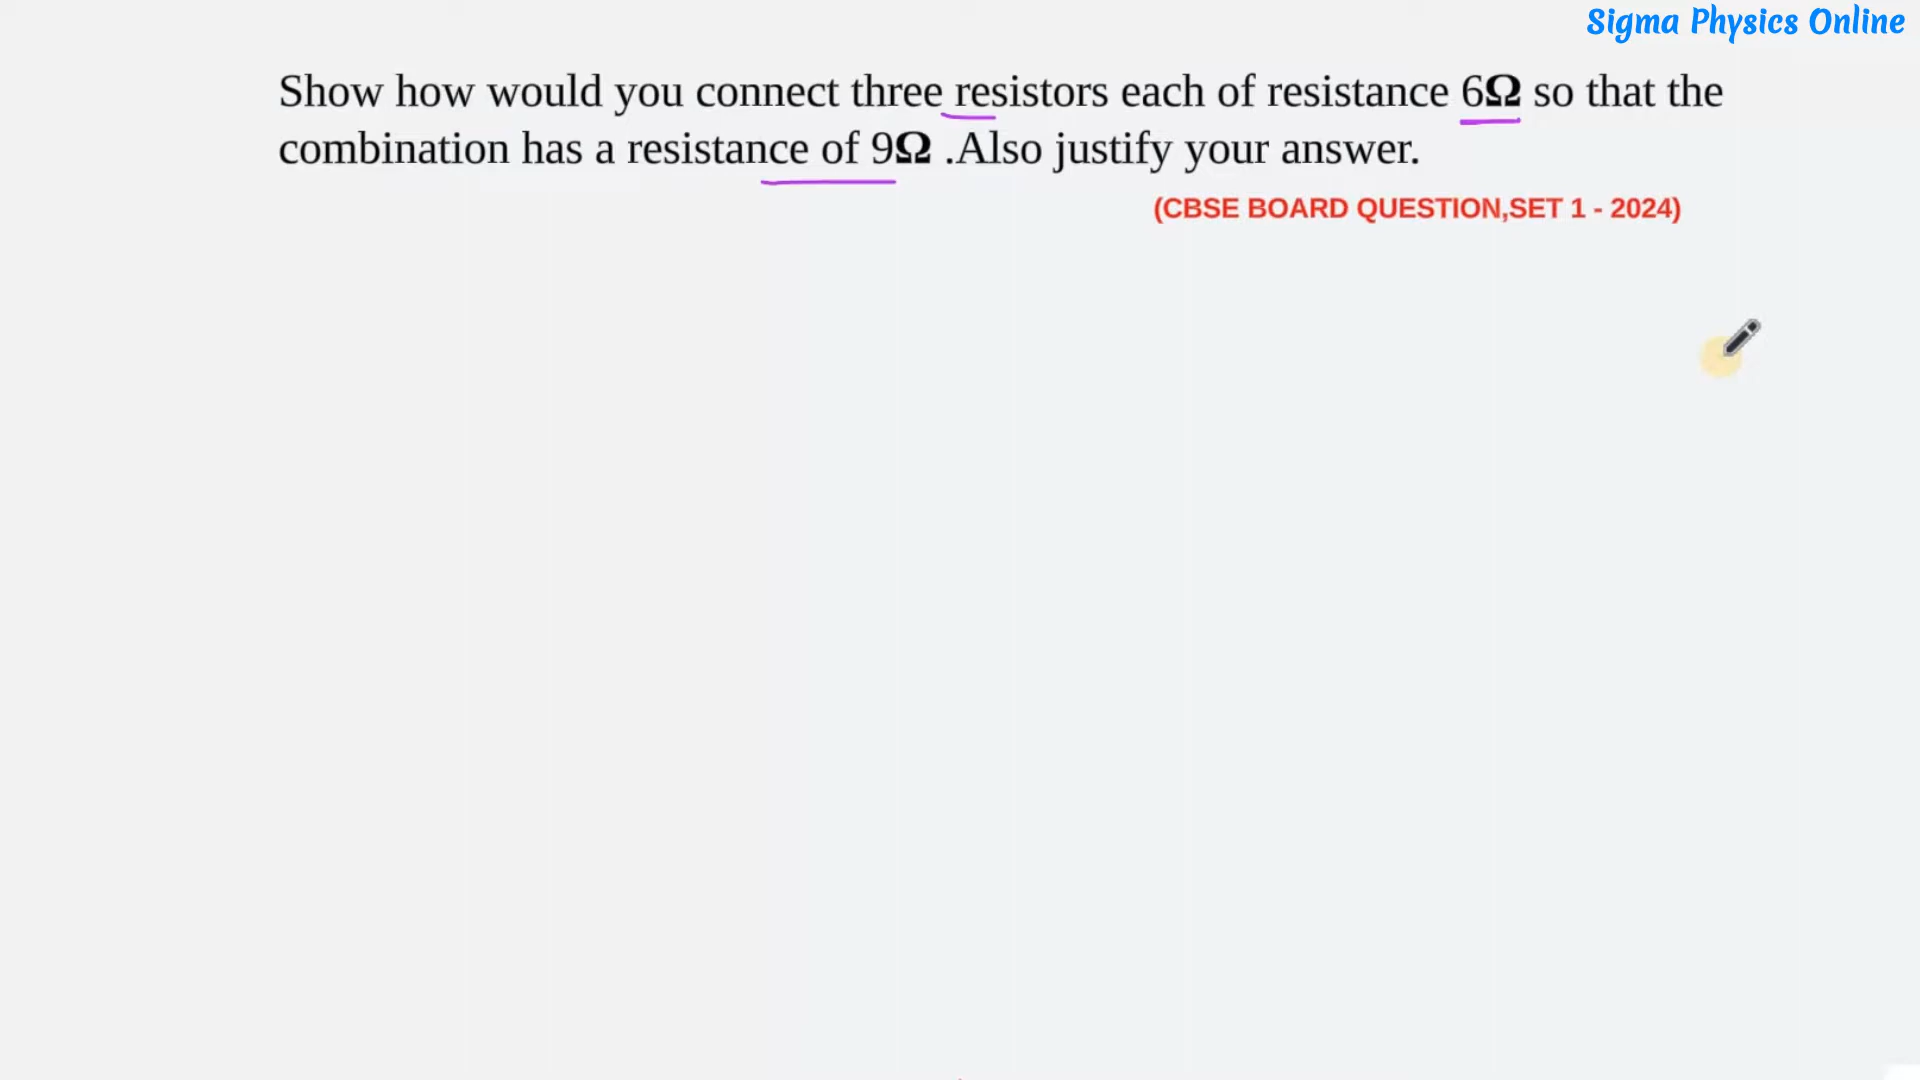 Sigma Physics Online
Show how would you connect three resistors each of resistance 6Ω so that the
combination has a resistance of 9Ω .Also justify your answer.
(CBSE BOARD QUESTION,SET 1 - 2024)